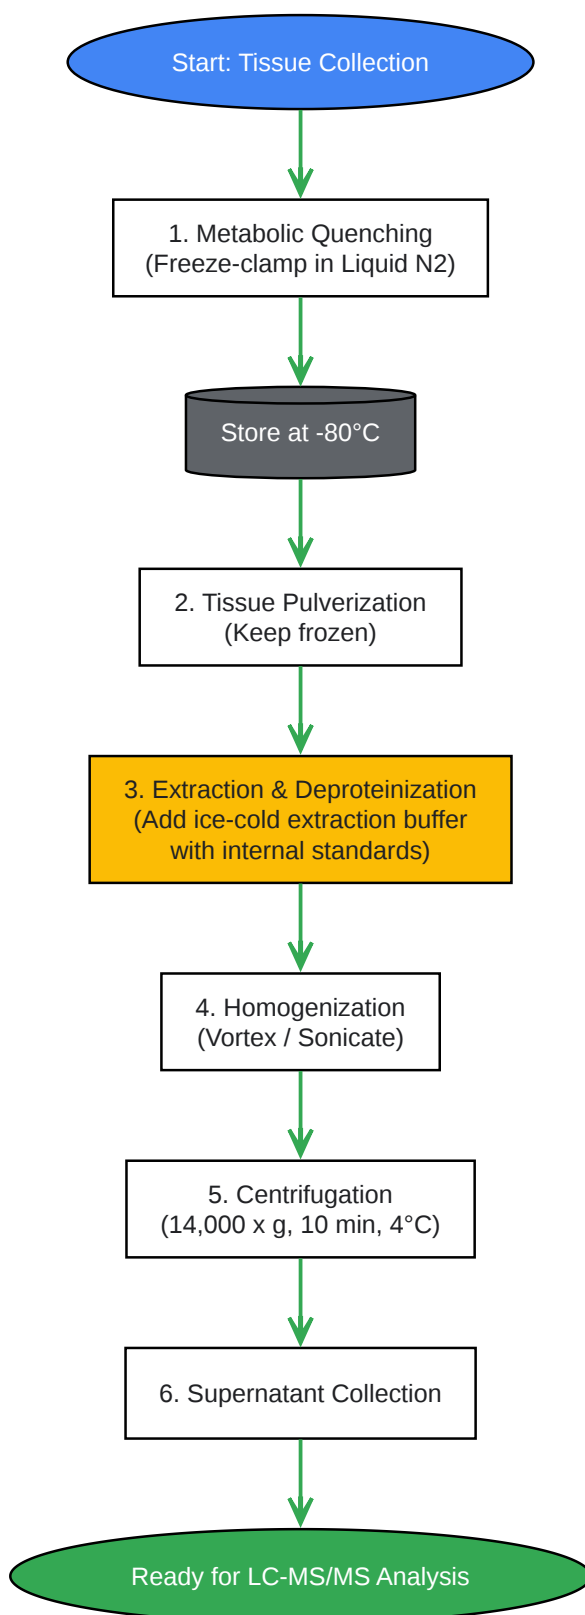 Start: Tissue Collection
1. Metabolic Quenching
(Freeze-clamp in Liquid N2)
Store at -80°C
2. Tissue Pulverization
(Keep frozen)
3. Extraction & Deproteinization
(Add ice-cold extraction buffer
with internal standards)
4. Homogenization
(Vortex / Sonicate)
5. Centrifugation
(14,000 x g, 10 min, 4°C)
6. Supernatant Collection
Ready for LC-MS/MS Analysis